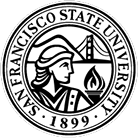 SAN FRANCISCO STATE UNIVERSITY
· 1899 ·